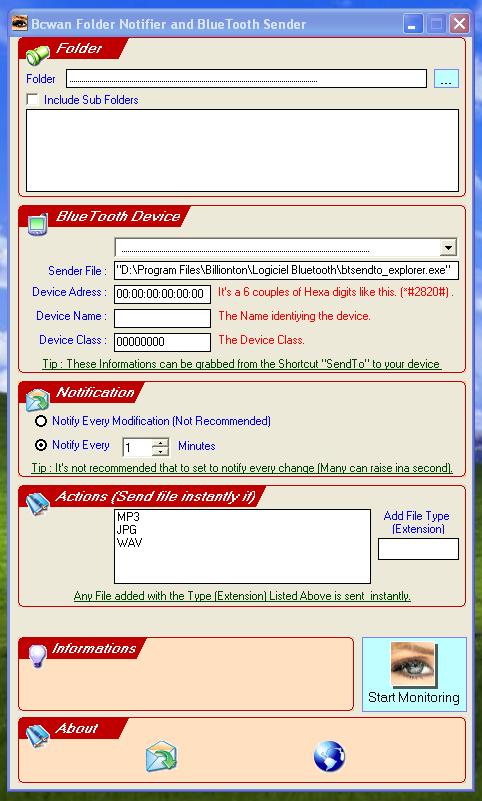 Bcwan Folder Notifier and BlueTooth Sender
Folder
Folder
...
Include Sub Folders
BlueTooth Device
Sender File :
"D:\Program Files\Billionton\Logiciel Bluetooth\btsendto_explorer.exe"
Device Adress :
00:00:00:00:00:00
It's a 6 couples of Hexa digits like this. (*#2820#) .
Device Name :
The Name identiying the device.
Device Class :
00000000
The Device Class.
Tip : These Informations can be grabbed from the Shortcut "SendTo" to your device
Notification
Notify Every Modification (Not Recommended)
Notify Every
1
Minutes
Tip : It's not recommended that to set to notify every change (Many can raise ina second).
Actions (Send file instantly if)
MP3
JPG
WAV
Add File Type
(Extension)
Any File added with the Type (Extension) Listed Above is sent instantly.
Informations
Start Monitoring
About